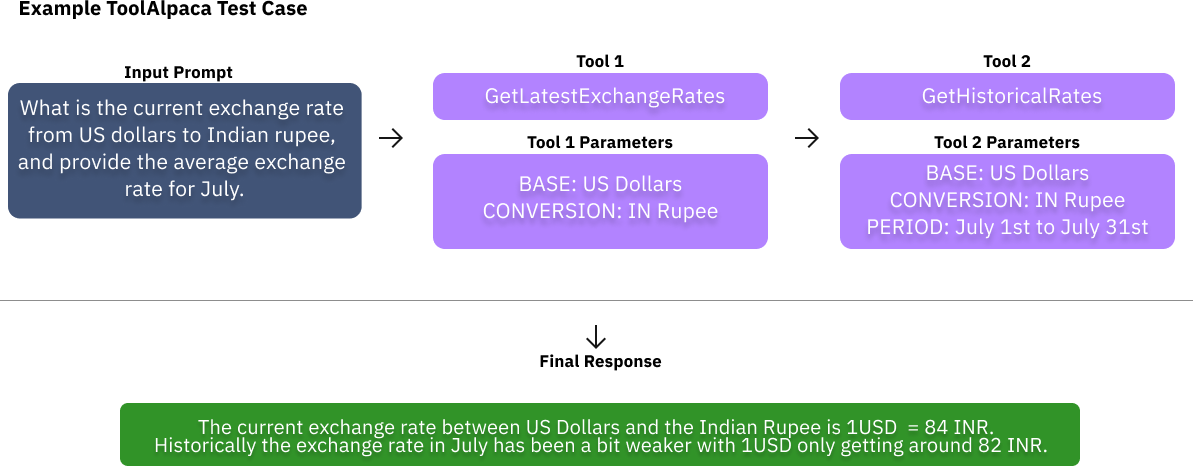 Example ToolAlpaca Test Case
Input Prompt
What is the current exchange rate
from US dollars to Indian rupee,
and provide the average exchange
rate for July.
Tool 1
GetLatestExchangeRates
Tool 1 Parameters
BASE: US Dollars
CONVERSION: IN Rupee
Tool 2
GetHistoricalRates
Tool 2 Parameters
BASE: US Dollars
CONVERSION: IN Rupee
PERIOD: July 1st to July 31st
Final Response
The current exchange rate between US Dollars and the Indian Rupee is 1USD = 84 INR.
Historically the exchange rate in July has been a bit weaker with 1USD only getting around 82 INR.